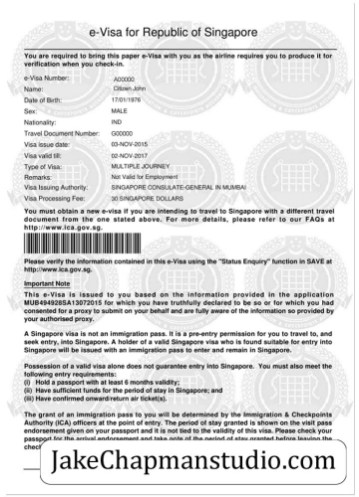 e-Visa for Republic of Singapore
You are required to bring this paper e-Visa with you as the airline requires you to produce it for
verification when you check-in.
e-Visa Number: A00000
Name: Citizen John
Date of Birth: 17/01/1976
Sex: MALE
Nationality: IND
Travel Document Number: G00000
Visa issue date: 03-NOV-2015
Visa valid till: 02-NOV-2017
Type of Visa: MULTIPLE JOURNEY
Remarks: Not Valid for Employment
Visa Issuing Authority: SINGAPORE CONSULATE-GENERAL IN MUMBAI
Visa Processing Fee: 30 SINGAPORE DOLLARS
You must obtain a new e-visa if you are intending to travel to Singapore with a different travel
document from the one stated above. For more details, please refer to our FAQs at
http://www.ica.gov.sg.
Please verify the information contained in this e-Visa using the "Status Enquiry" function in SAVE at
http://www.ica.gov.sg.
Important Note
This e-Visa is issued to you based on the information provided in the application
MUB494928SA13072015 for which you have truthfully declared to be so or for which you had
consented for a proxy to submit on your behalf and are fully aware of the information so provided by
your authorised proxy.
A Singapore visa is not an immigration pass. It is a pre-entry permission for you to travel to, and
seek entry, into Singapore. A holder of a valid Singapore visa who is found suitable for entry into
Singapore will be issued with an immigration pass to enter and remain in Singapore.
Possession of a valid visa alone does not guarantee entry into Singapore. You must also meet the
following entry requirements:
(i) Hold a passport with at least 6 months validity;
(ii) Have sufficient funds for the period of stay in Singapore; and
(iii) Have confirmed onward/return air ticket(s).
The grant of an immigration pass to you will be determined by the Immigration & Checkpoints
Authority (ICA) officers at the point of entry. The period of stay granted is shown on the visit pass
endorsement given on your passport and it is not tied to the validity of this visa. Please check your
passport for the arrival endorsement and take note of the period of stay granted before leaving the
check
JakeChapmanstudio.com